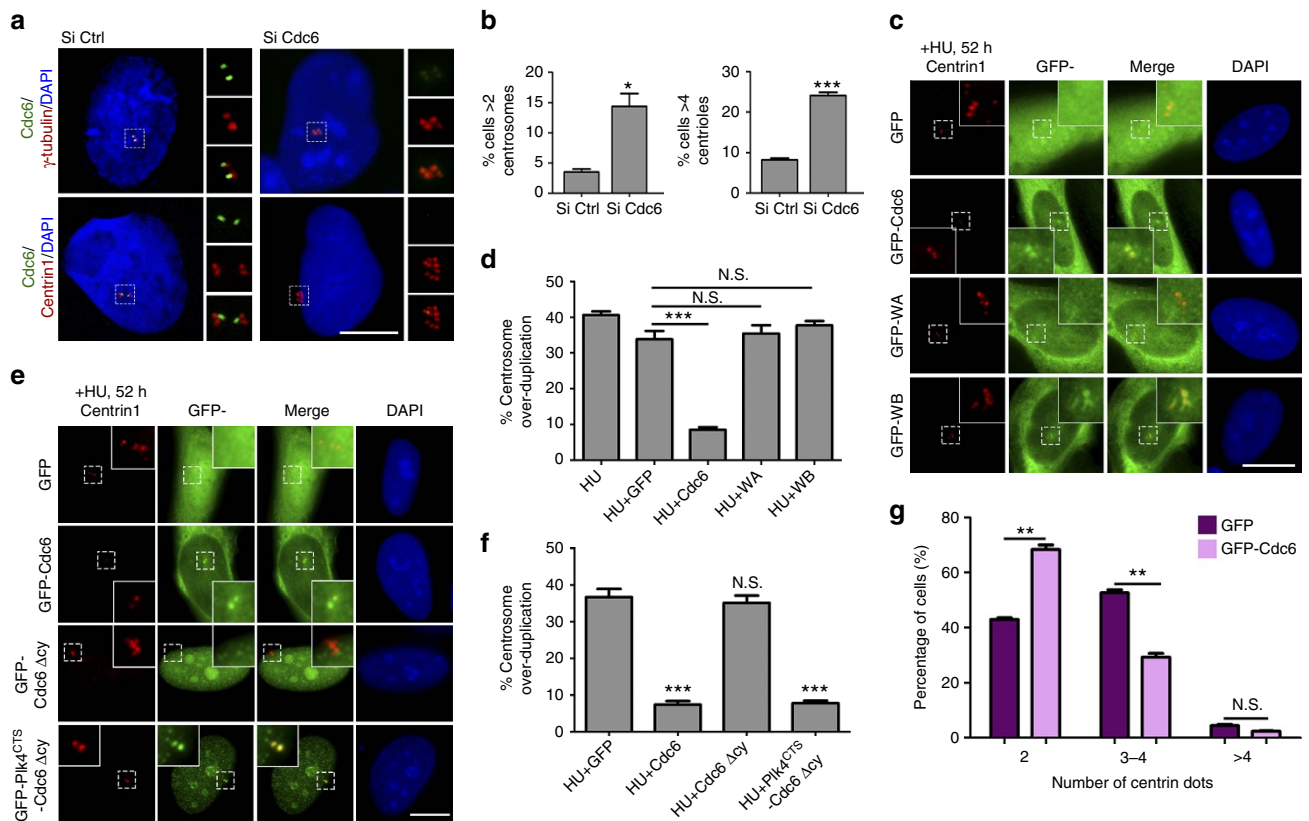 a
Si Ctrl
Si Cdc6
Cdc6/
γ-tubulin/DAPI
Cdc6/
Centrin1/DAPI
b
% cells >2
centrosomes
20
15
10
5
0
*
Si Ctrl
Si Cdc6
% cells >4
centrioles
30
20
10
0
***
Si Ctrl
Si Cdc6
c
+HU, 52 h
Centrin1
GFP-
Merge
DAPI
GFP
GFP-Cdc6
GFP-WA
GFP-WB
d
% Centrosome
over-duplication
50
40
30
20
10
0
N.S.
N.S.
***
HU
HU+GFP
HU+Cdc6
HU+WA
HU+WB
e
+HU, 52 h
Centrin1
GFP-
Merge
DAPI
GFP
GFP-Cdc6
GFP-
Cdc6 Δcy
GFP-Plk4CTS
-Cdc6 Δcy
f
% Centrosome
over-duplication
50
40
30
20
10
0
***
N.S.
***
HU+GFP
HU+Cdc6
HU+Cdc6 Δcy
HU+Plk4CTS
-Cdc6 Δcy
g
Percentage of cells (%)
80
60
40
20
0
**
**
N.S.
GFP
GFP-Cdc6
2
3–4
>4
Number of centrin dots